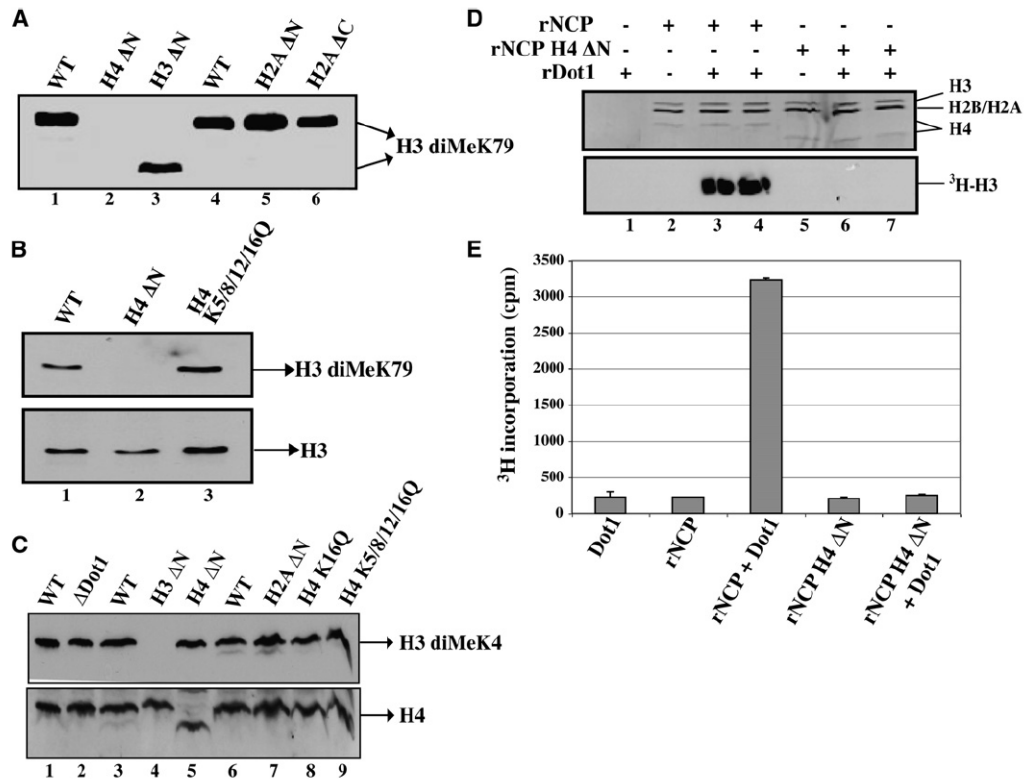 A
WT
H4 ΔN
H3 ΔN
WT
H2A ΔN
H2A ΔC
H3 diMeK79
1 2 3 4 5 6
B
WT
H4 ΔN
H4
K5/8/12/16Q
H3 diMeK79
H3
1 2 3
C
WT
ΔDot1
WT
H3 ΔN
H4 ΔN
WT
H2A ΔN
H4 K16Q
H4 K5/8/12/16Q
H3 diMeK4
H4
1 2 3 4 5 6 7 8 9
D
rNCP - + + + - - -
rNCP H4 ΔN - - - - + + +
rDot1 + - + + - + +
H3
H2B/H2A
H4
³H-H3
1 2 3 4 5 6 7
E
³H incorporation (cpm)
3500
3000
2500
2000
1500
1000
500
0
Dot1
rNCP
rNCP + Dot1
rNCP H4 ΔN
rNCP H4 ΔN
+ Dot1